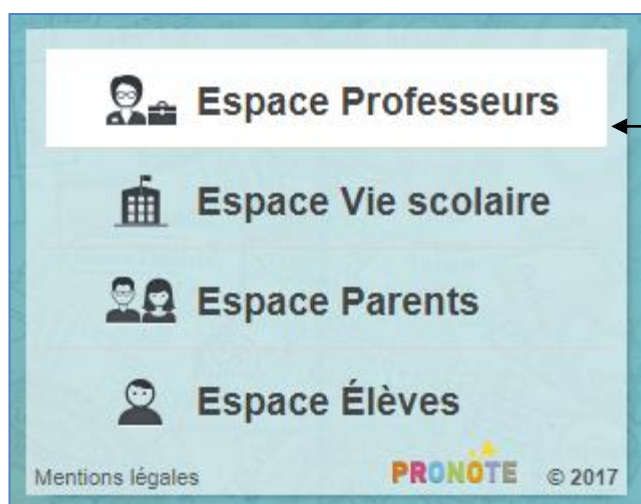 Espace Professeurs
Espace Vie scolaire
Espace Parents
Espace Élèves
Mentions légales PRONOTE © 2017